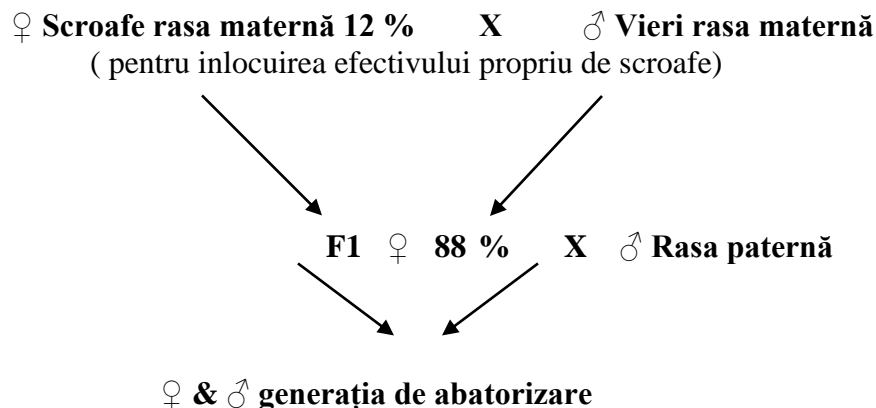 ♀ Scroafe rasa maternă 12 % X ♂ Vieri rasa maternă
( pentru inlocuirea efectivului propriu de scroafe)
F1 ♀ 88 % X ♂ Rasa paternă
♀ & ♂ generația de abatorizare